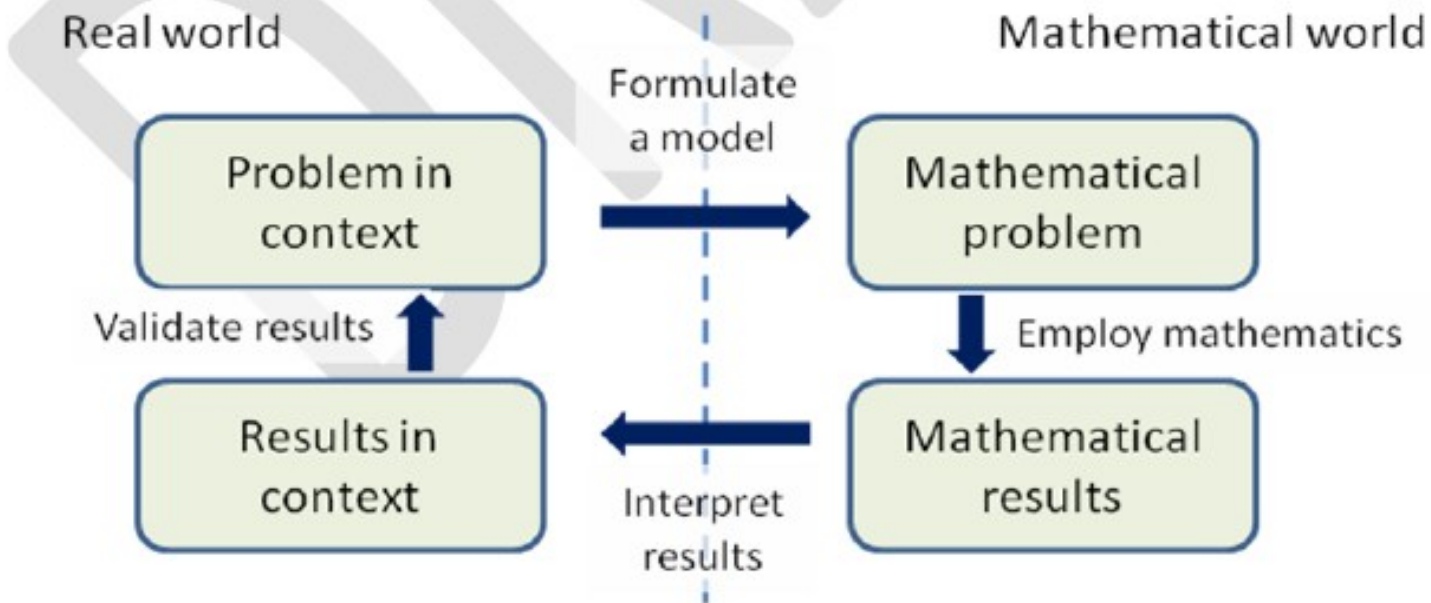 Real world
Mathematical world
Formulate
a model
Problem in
context
Mathematical
problem
Validate results
Employ mathematics
Results in
context
Interpret
results
Mathematical
results